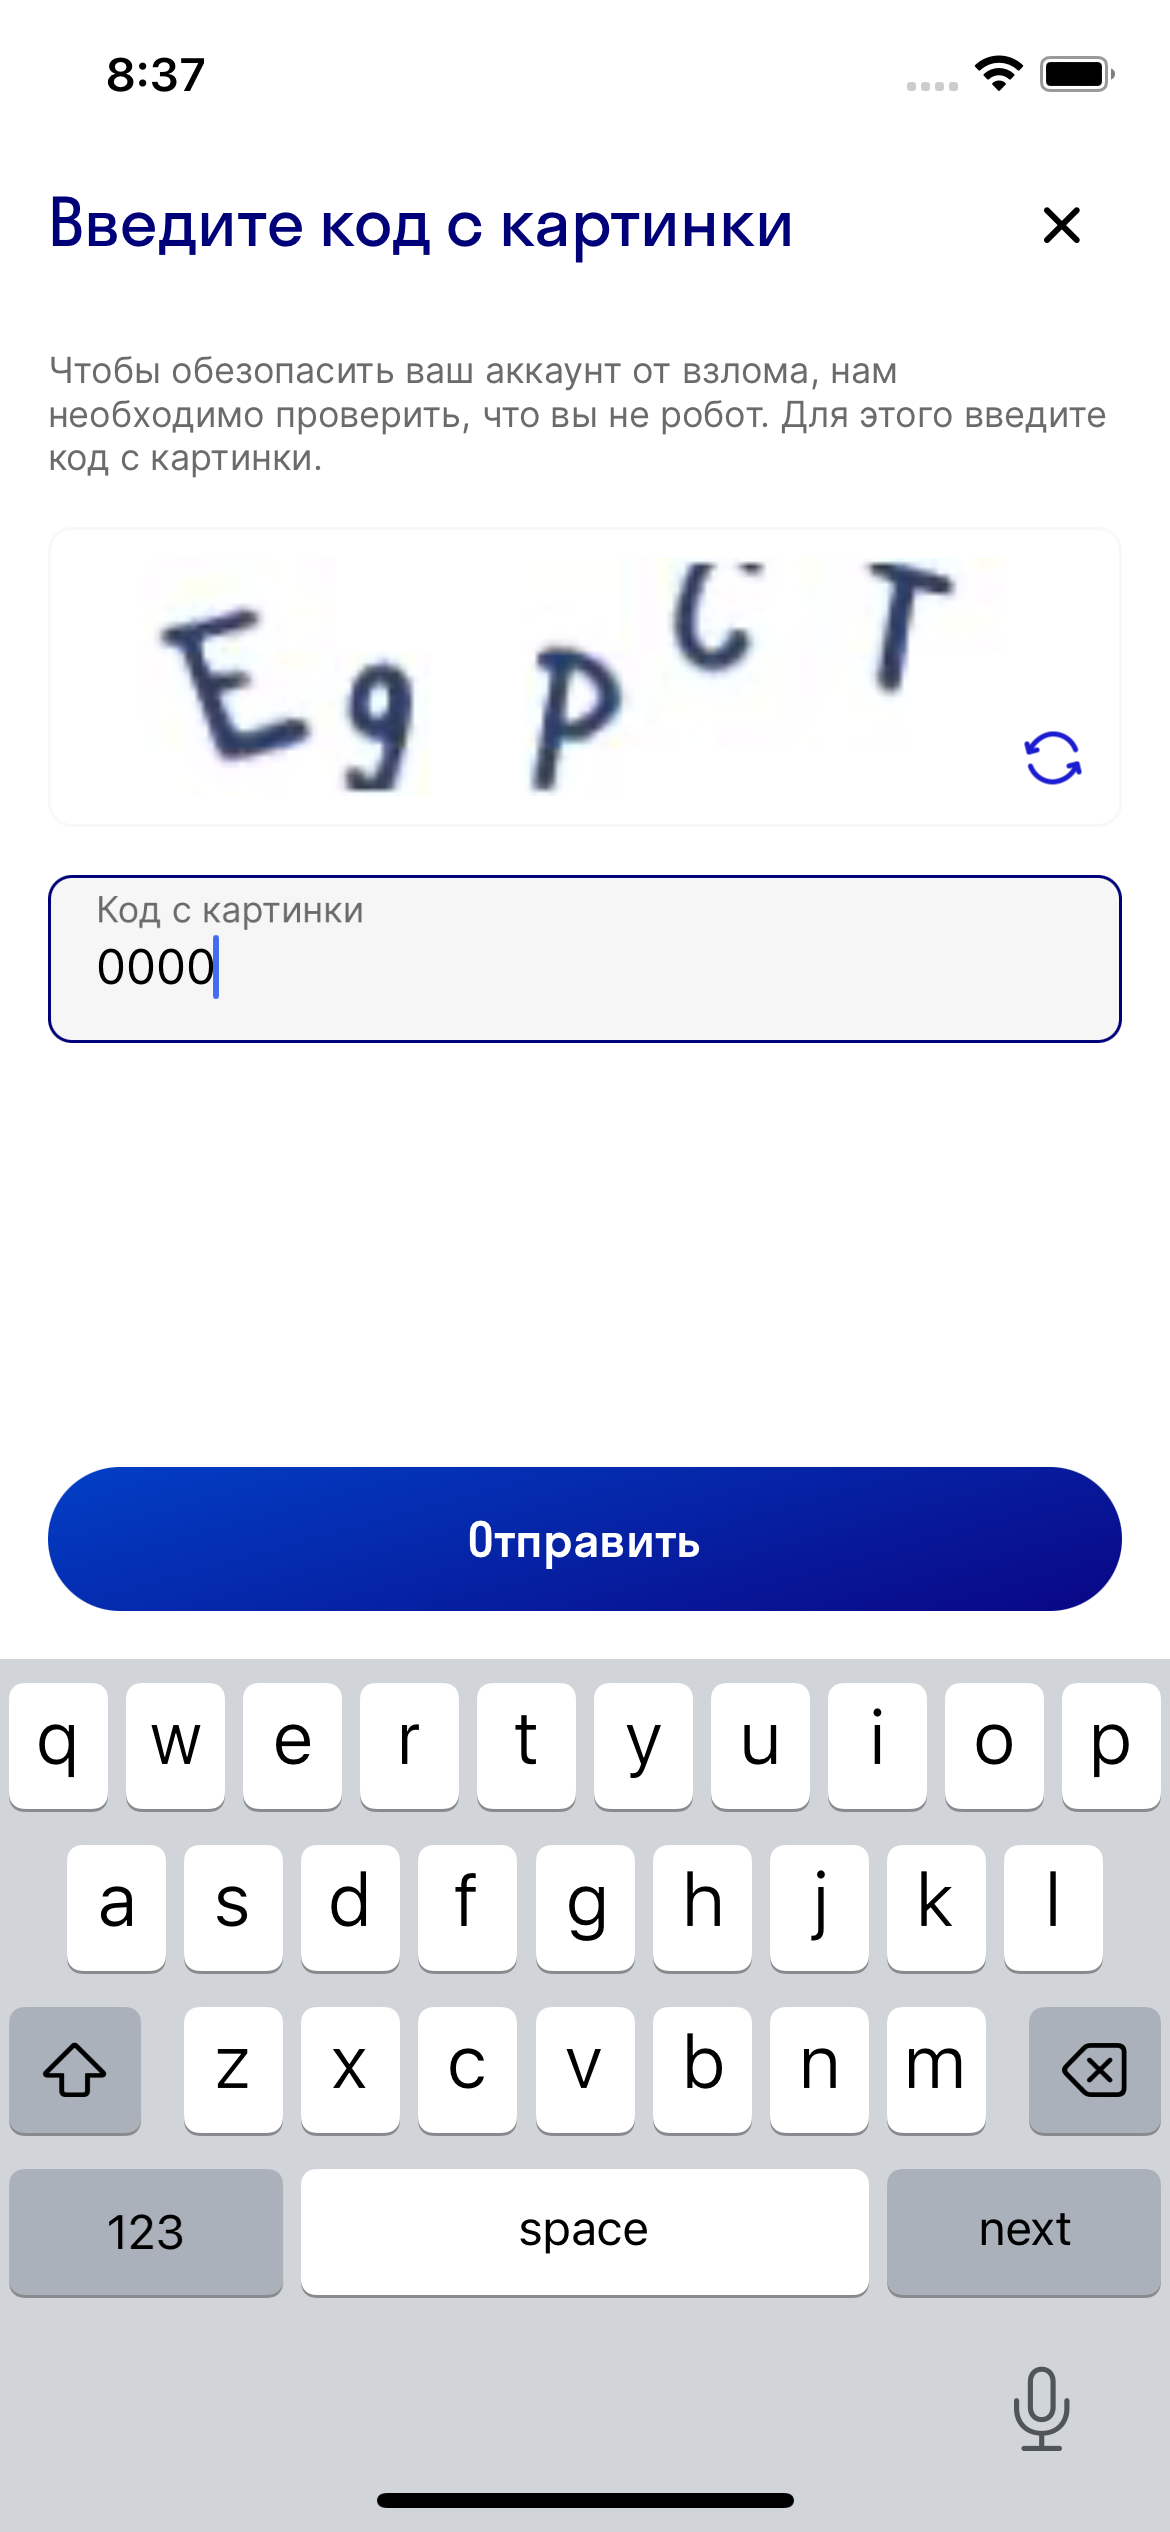 8:37
Введите код с картинки
Чтобы обезопасить ваш аккаунт от взлома, нам
необходимо проверить, что вы не робот. Для этого введите
код с картинки.
E g p C T
Код с картинки
0000
Отправить
q w e r t y u i o p
a s d f g h j k l
z x c v b n m
123 space next